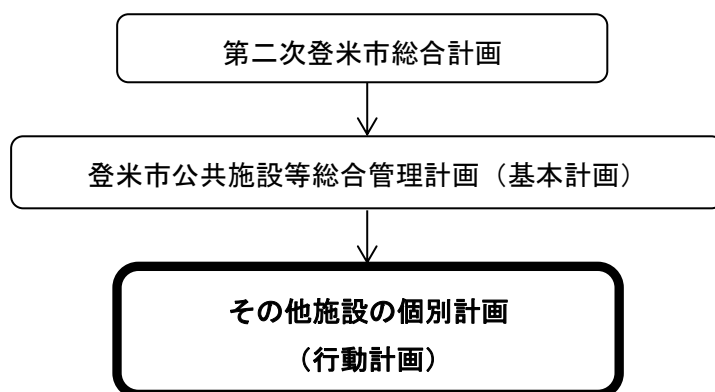 第二次登米市総合計画
登米市公共施設等総合管理計画（基本計画）
その他施設の個別計画
（行動計画）